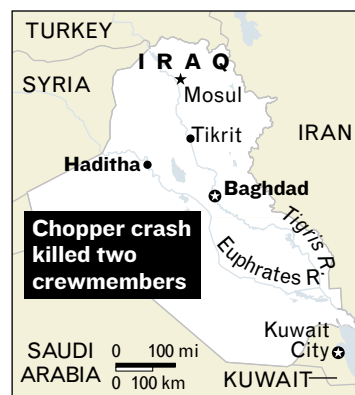 TURKEY
IRAQ
SYRIA
Mosul
Tikrit
IRAN
Haditha
Baghdad
Chopper crash
killed two
crewmembers
Tigris R.
Euphrates R.
Kuwait
City
SAUDI
ARABIA
0 100 mi
0 100 km
KUWAIT